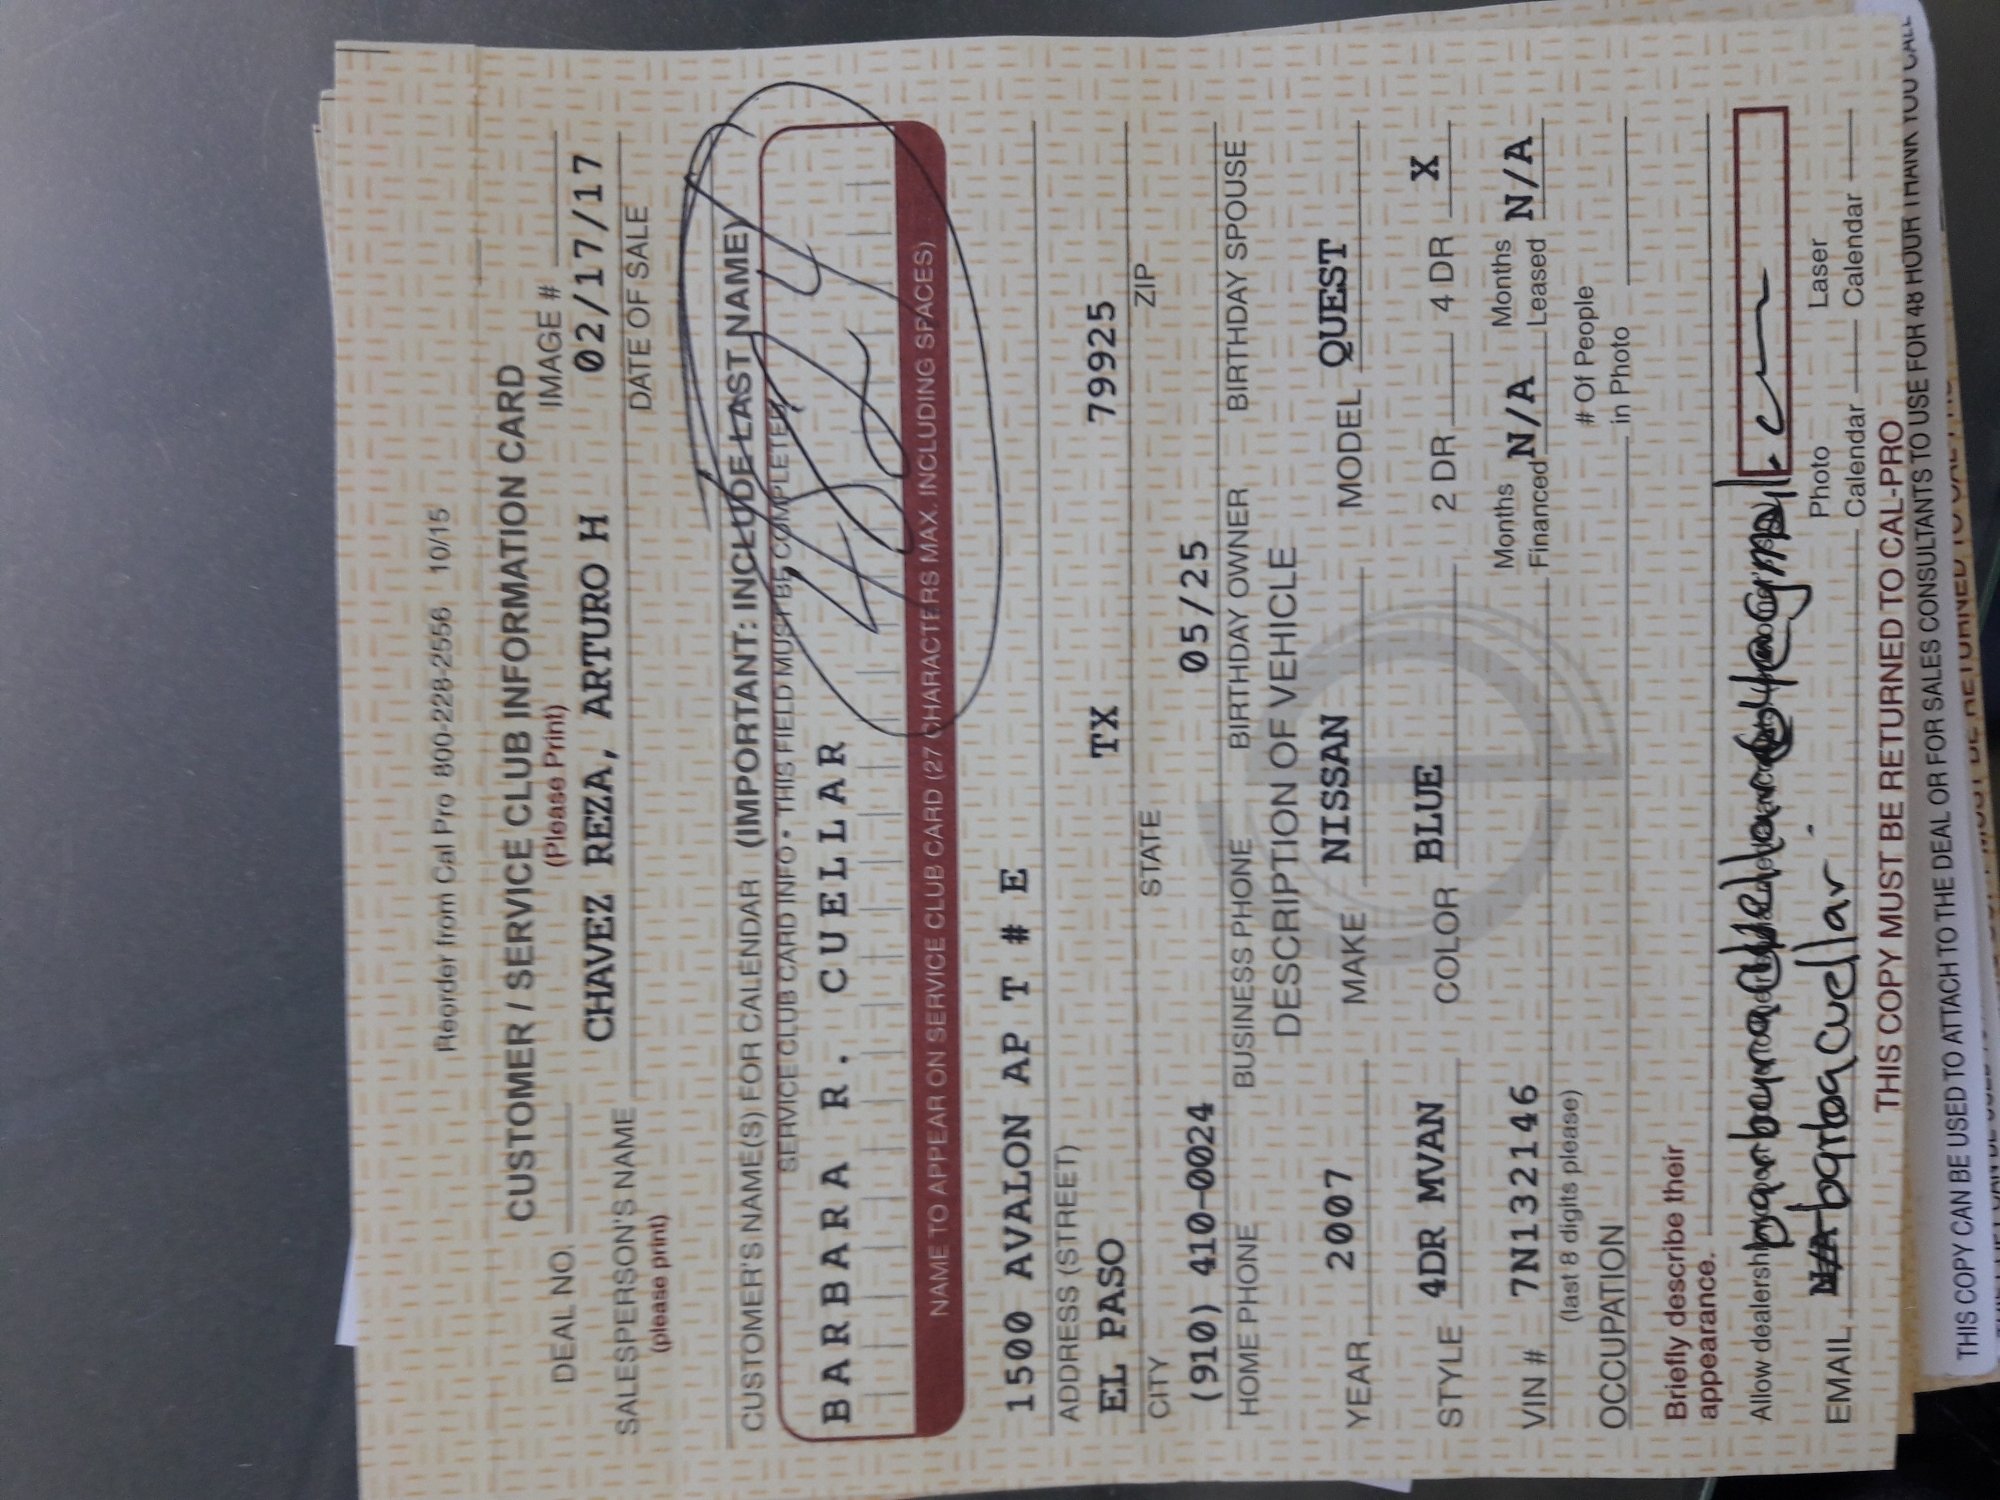 Reorder from Cal Pro 800-228-2556 10/15
CUSTOMER / SERVICE CLUB INFORMATION CARD
(Please Print)
DEAL NO. IMAGE #
CHAVEZ REZA, ARTURO H 02/17/17
SALESPERSON'S NAME DATE OF SALE
(please print)
CUSTOMER'S NAME(S) FOR CALENDAR (IMPORTANT: INCLUDE LAST NAME)
SERVICE CLUB CARD INFO • THIS FIELD MUST BE COMPLETED
BARBARA R. CUELLAR
NAME TO APPEAR ON SERVICE CLUB CARD (27 CHARACTERS MAX. INCLUDING SPACES)
1500 AVALON AP T # E
ADDRESS (STREET)
EL PASO TX 79925
CITY STATE ZIP
(910) 410-0024 05/25
HOME PHONE BUSINESS PHONE BIRTHDAY OWNER BIRTHDAY SPOUSE
DESCRIPTION OF VEHICLE
YEAR 2007 MAKE NISSAN MODEL QUEST
STYLE 4DR MVAN COLOR BLUE 2 DR 4 DR X
VIN # 7N132146 Months Financed N/A Months Leased N/A
(last 8 digits please)
OCCUPATION # Of People in Photo
Briefly describe their
appearance.
Allow dealership
EMAIL N/A barbaracuellar Photo Calendar Laser Calendar
THIS COPY MUST BE RETURNED TO CAL-PRO
THIS COPY CAN BE USED TO ATTACH TO THE DEAL OR FOR SALES CONSULTANTS TO USE FOR 48 HOUR THANK YOU CALL